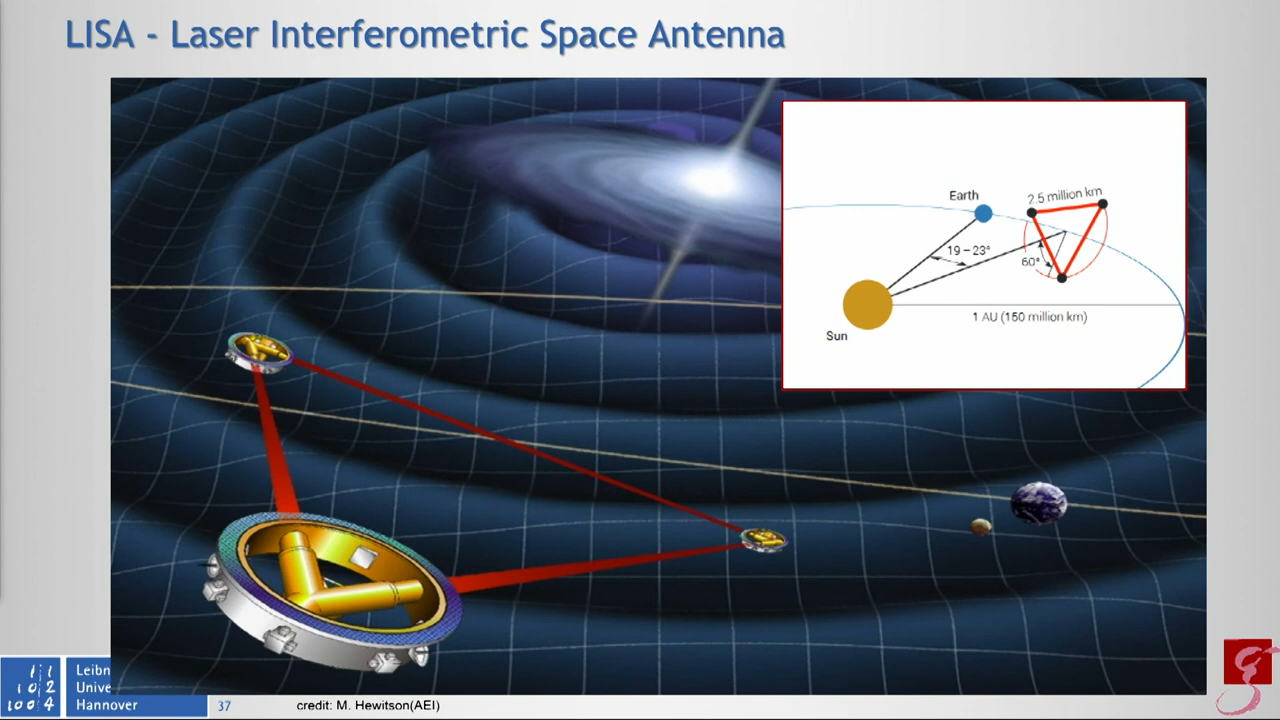 LISA - Laser Interferometric Space Antenna
Earth
2.5 million km
19 – 23°
60°
1 AU (150 million km)
Sun
Leibn
Unive
Hannover
37
credit: M. Hewitson(AEI)